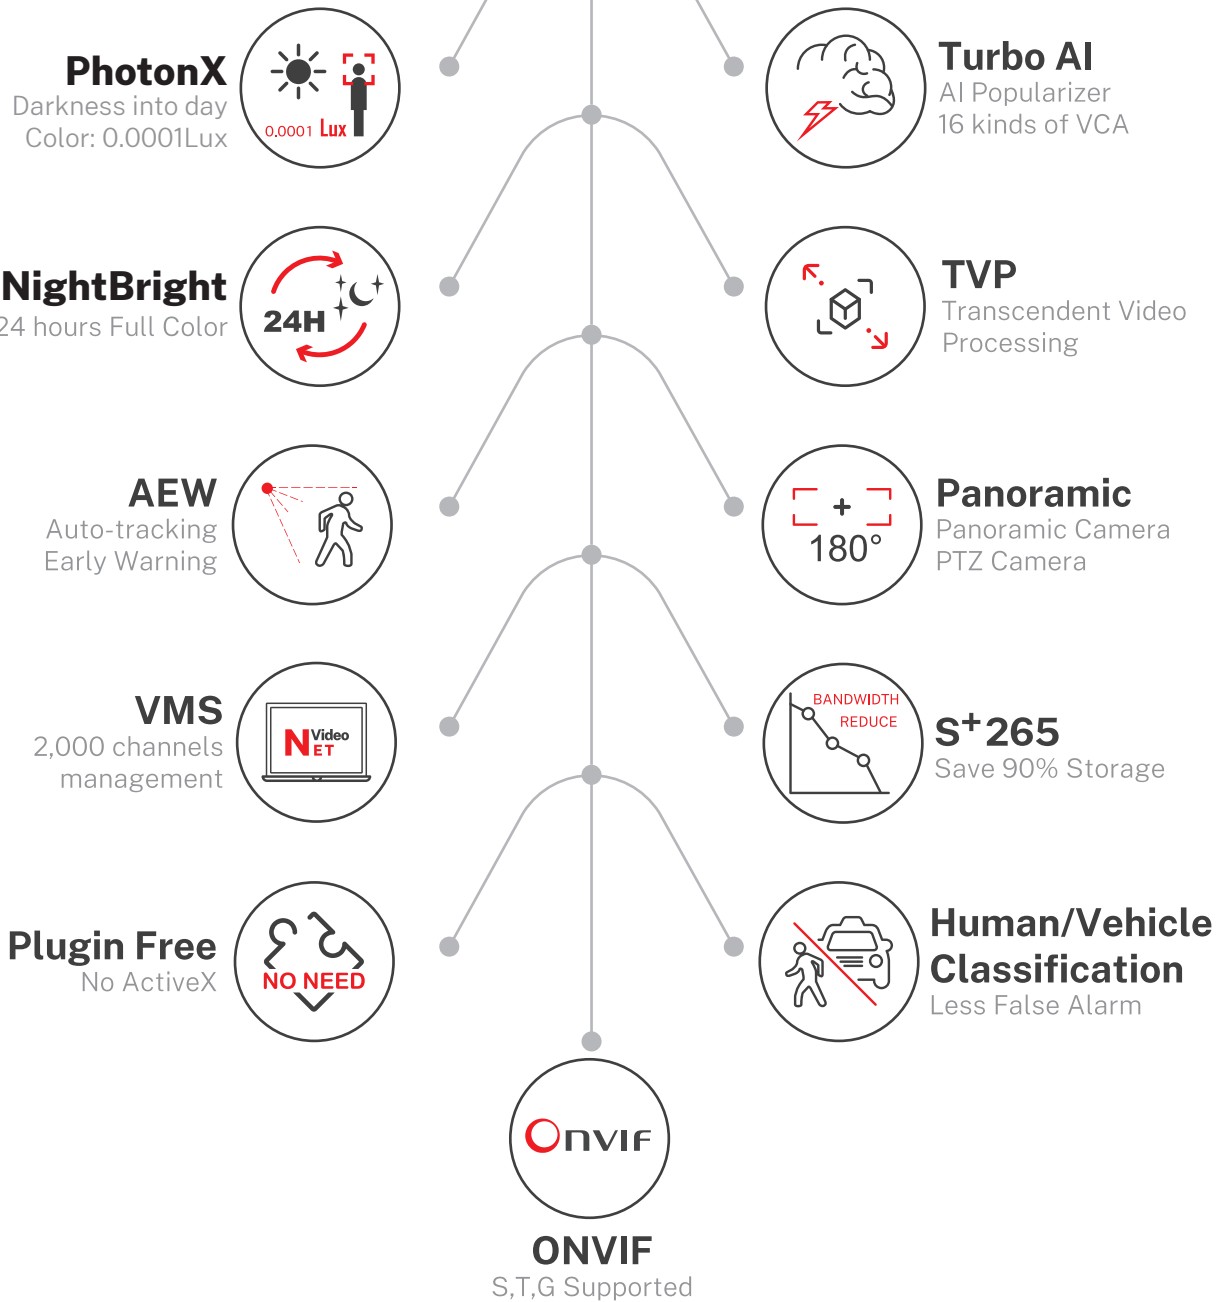 PhotonX
Darkness into day
Color: 0.0001Lux
0.0001 Lux
Turbo AI
AI Popularizer
16 kinds of VCA
NightBright
24 hours Full Color
24H
TVP
Transcendent Video
Processing
AEW
Auto-tracking
Early Warning
180°
Panoramic
Panoramic Camera
PTZ Camera
VMS
2,000 channels
management
N Video
ET
BANDWIDTH
REDUCE
S+265
Save 90% Storage
Plugin Free
No ActiveX
NO NEED
Human/Vehicle
Classification
Less False Alarm
ONVIF
ONVIF
S,T,G Supported